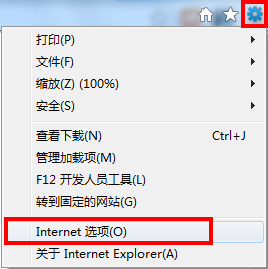 打印(P)
文件(F)
缩放(Z) (100%)
安全(S)
查看下载(N) Ctrl+J
管理加载项(M)
F12 开发人员工具(L)
转到固定的网站(G)
Internet 选项(O)
关于 Internet Explorer(A)